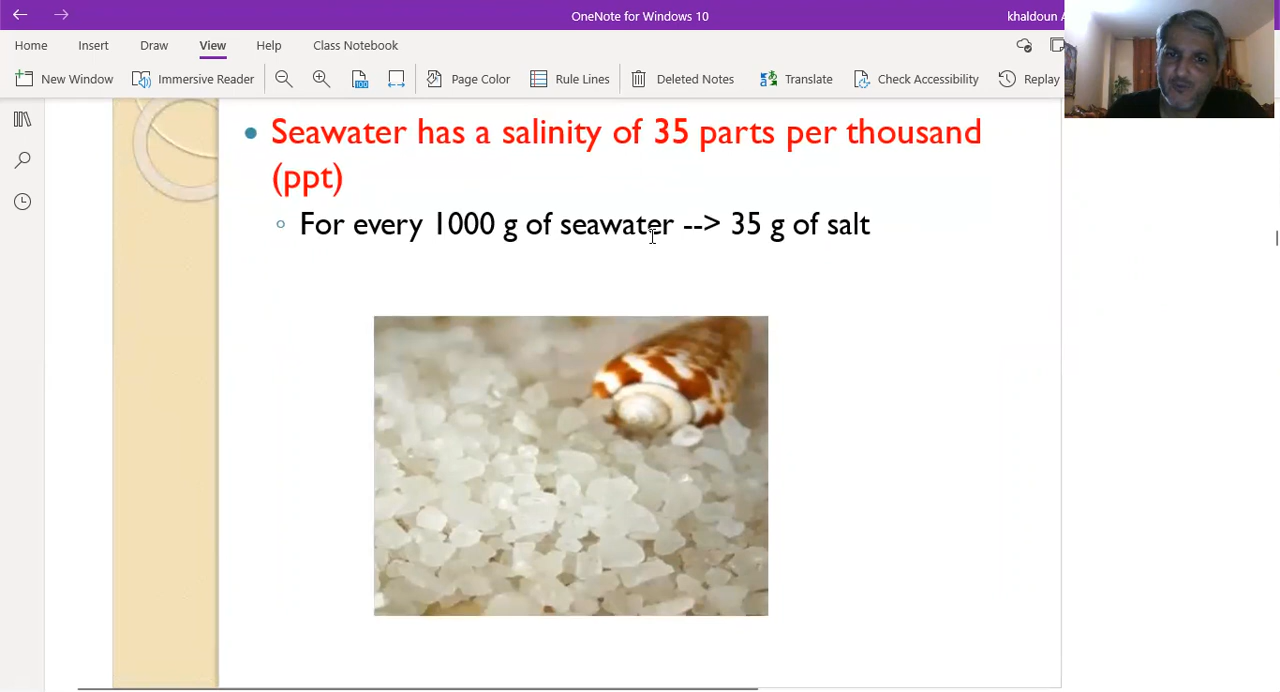 OneNote for Windows 10
khaldoun
Home Insert Draw View Help Class Notebook
New Window Immersive Reader 100 Page Color Rule Lines Deleted Notes Translate Check Accessibility Replay
Seawater has a salinity of 35 parts per thousand
(ppt)
For every 1000 g of seawater --> 35 g of salt